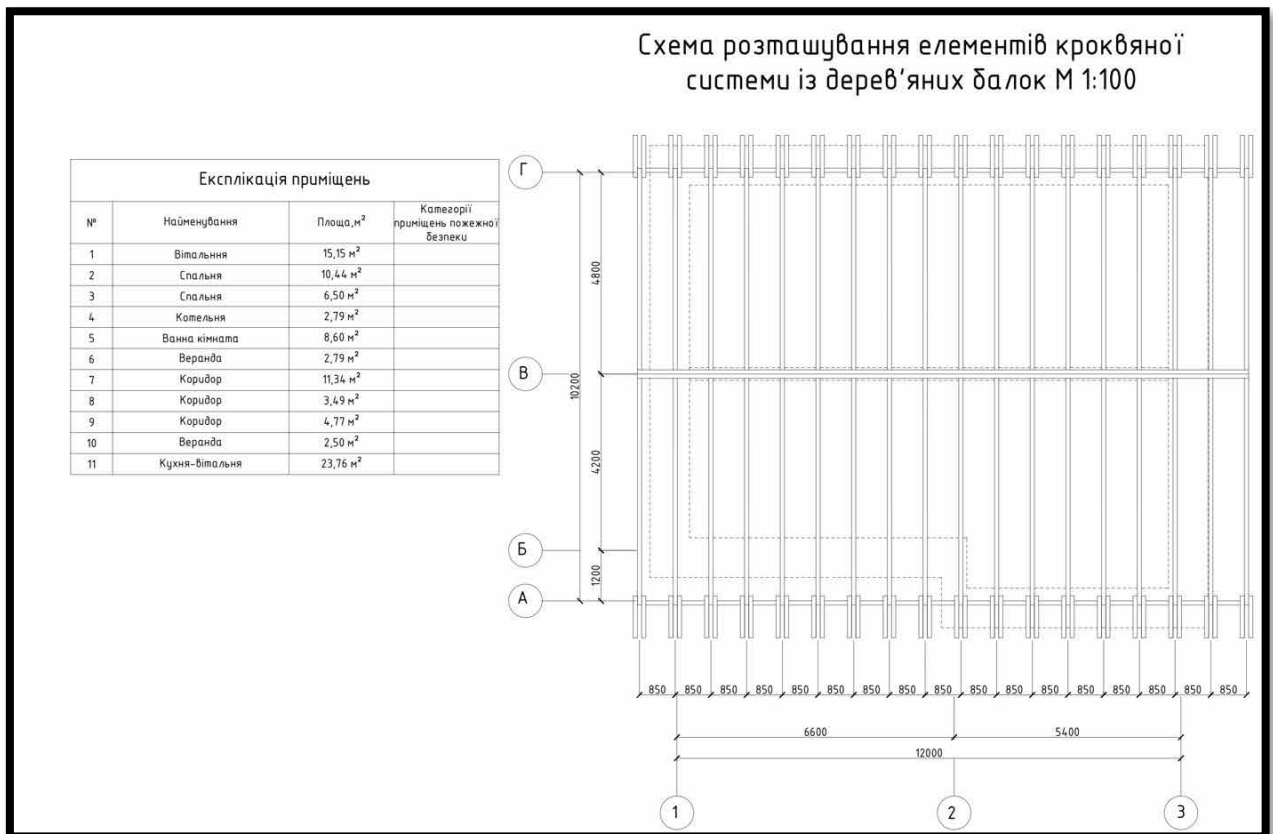 Схема розташування елементів кроквяної
системи із дерев'яних балок М 1:100
Експлікація приміщень
№ Найменування Площа,м² Категорії приміщень пожежної безпеки
1 Вітальння 15,15 м²
2 Спальня 10,44 м²
3 Спальня 6,50 м²
4 Котельня 2,79 м²
5 Ванна кімната 8,60 м²
6 Веранда 2,79 м²
7 Коридор 11,34 м²
8 Коридор 3,49 м²
9 Коридор 4,77 м²
10 Веранда 2,50 м²
11 Кухня-вітальня 23,76 м²
Г
В
Б
А
4800
10200
4200
1200
850 850 850 850 850 850 850 850 850 850 850 850 850 850 850 850 850
6600 5400
12000
1 2 3